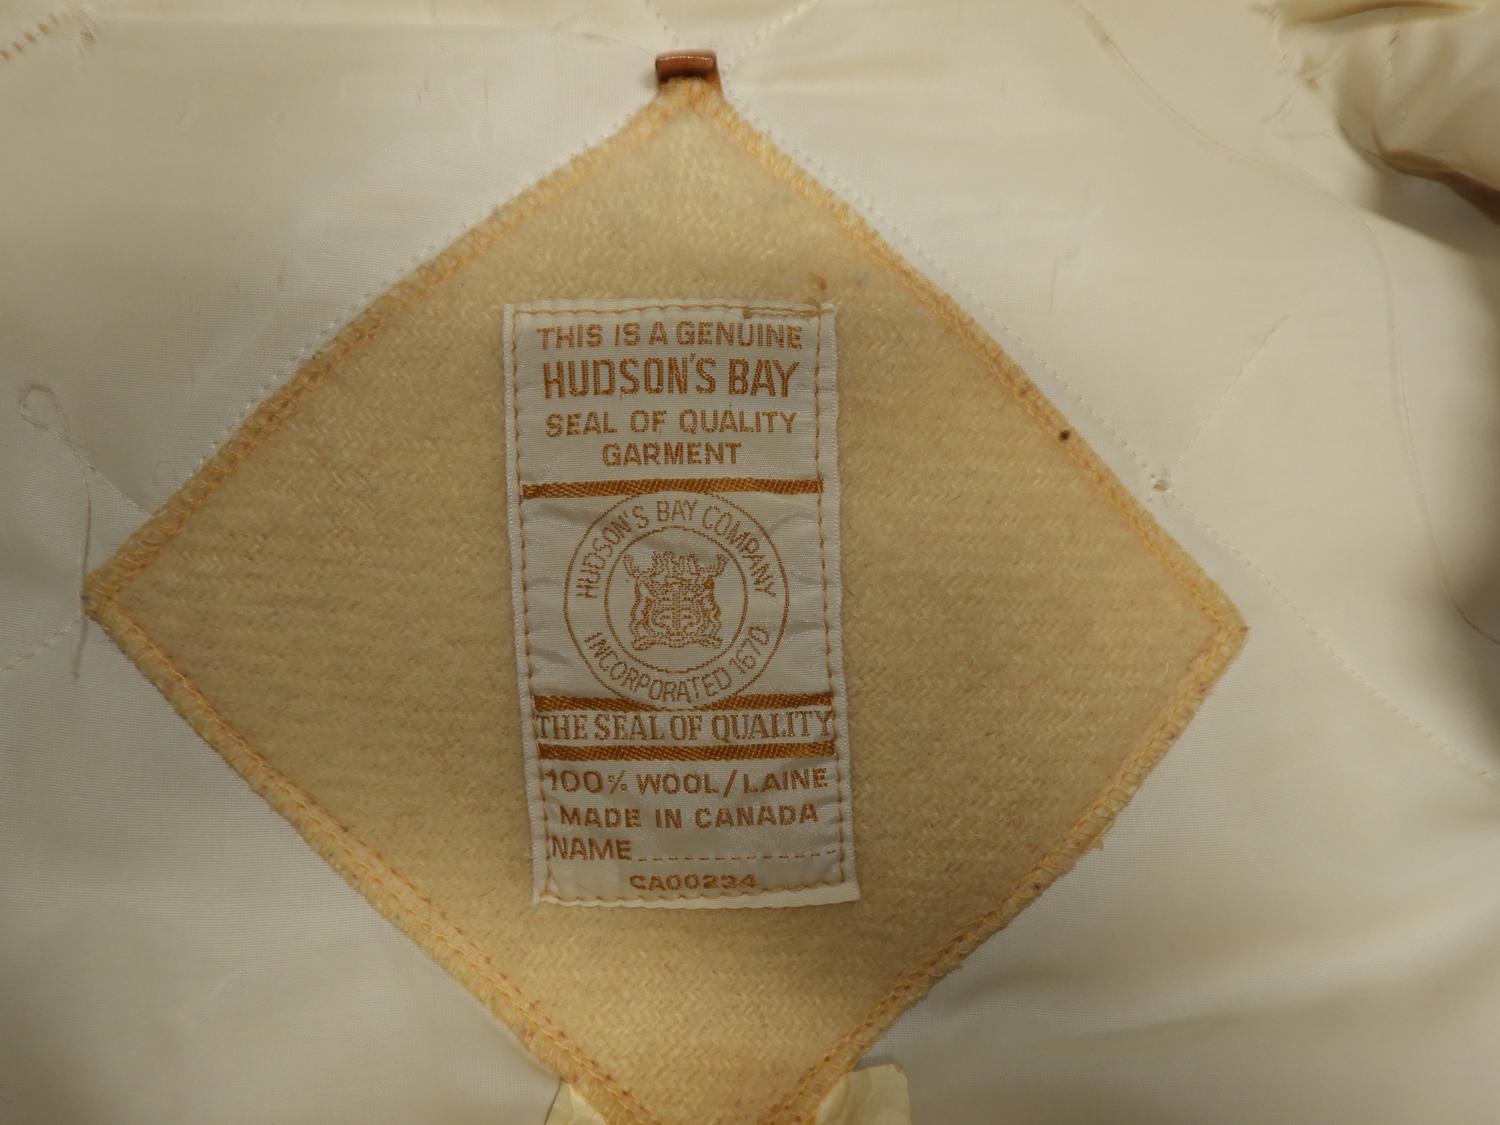 THIS IS A GENUINE
HUDSON'S BAY
SEAL OF QUALITY
GARMENT
HUDSON'S BAY COMPANY
INCORPORATED 1670
THE SEAL OF QUALITY
100% WOOL/LAINE
MADE IN CANADA
NAME
CA00234